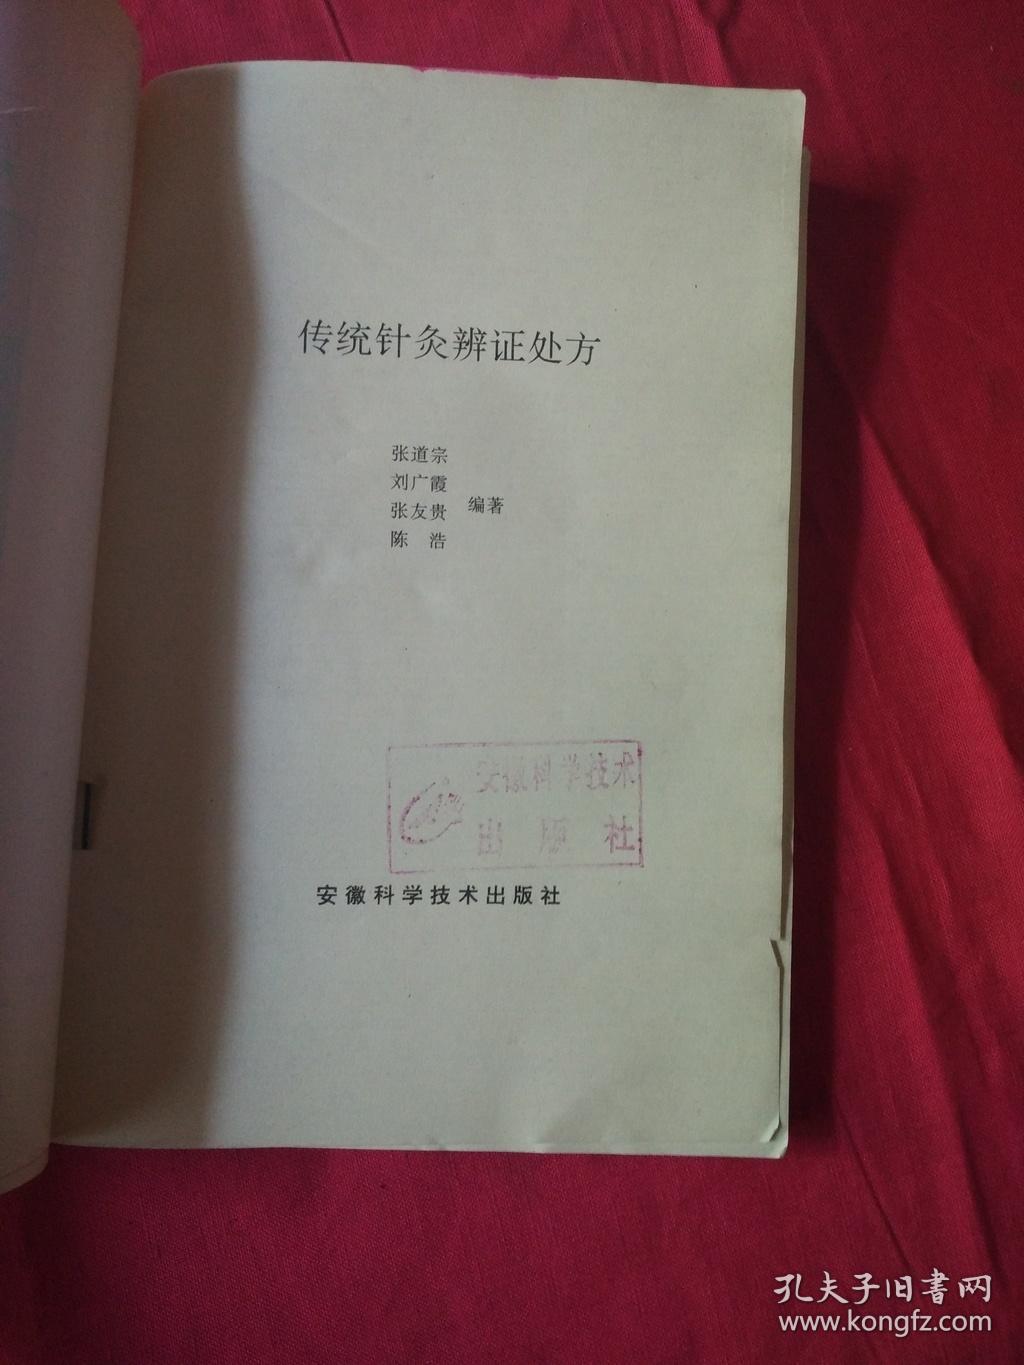 传统针灸辨证处方
张道宗
刘广霞
张友贵
陈 浩
编著
安徽科学技术
出版社
安徽科学技术出版社
孔夫子旧书网
www.kongfz.com